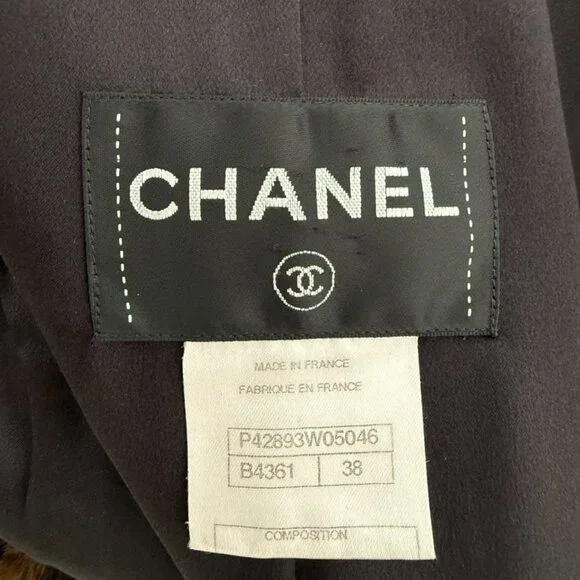 CHANEL
MADE IN FRANCE
FABRIQUE EN FRANCE
P42893W05046
B4361 38
COMPOSITION